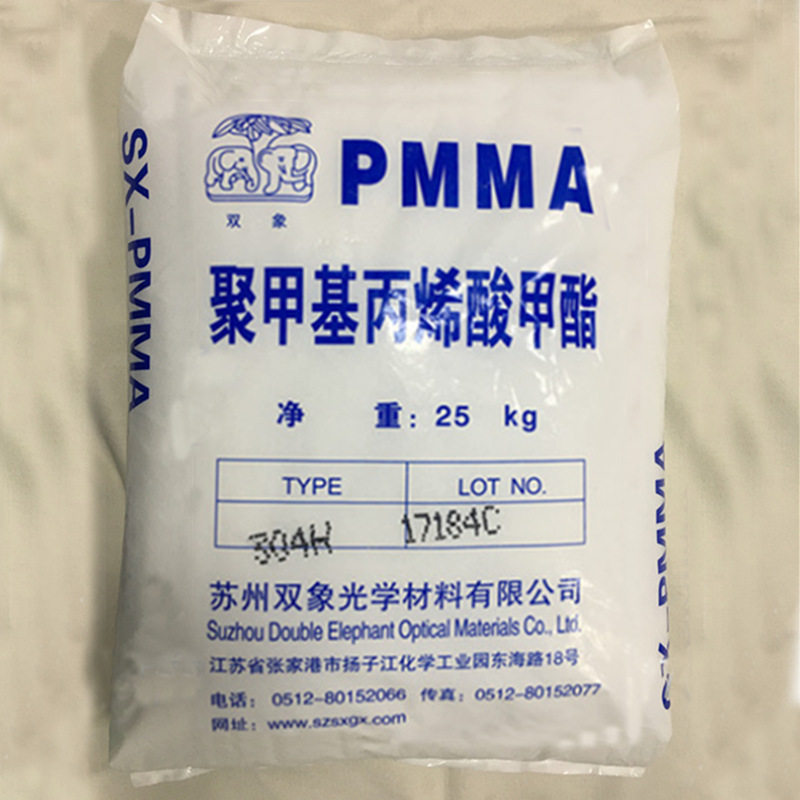 SX-PMMA
双象
PMMA
聚甲基丙烯酸甲酯
净 重: 25 kg
TYPE LOT NO.
304H 17184C
苏州双象光学材料有限公司
Suzhou Double Elephant Optical Materials Co., Ltd.
江苏省张家港市扬子江化学工业园东海路18号
电话: 0512-80152066 传真: 0512-80152077
网址: www.szsxgx.com
SX-PMMA